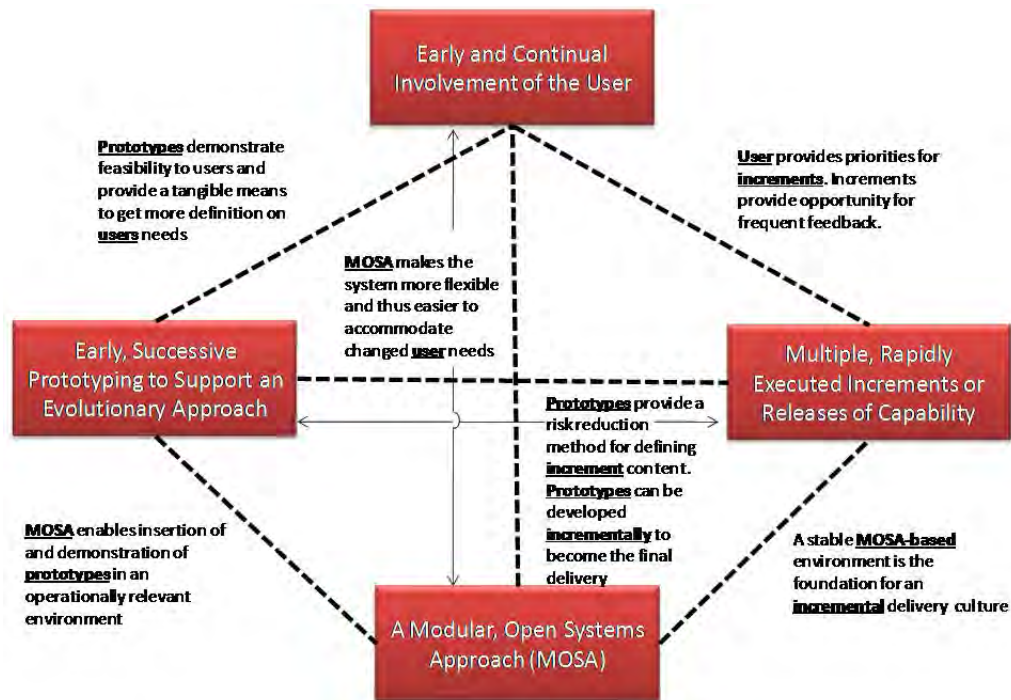 Early and Continual
Involvement of the User
Prototypes demonstrate
feasibility to users and
provide a tangible means
to get more definition on
users needs
User provides priorities for
increments. Increments
provide opportunity for
frequent feedback.
MOSA makes the
system more flexible
and thus easier to
accommodate
changed user needs
Early, Successive
Prototyping to Support an
Evolutionary Approach
Multiple, Rapidly
Executed Increments or
Releases of Capability
Prototypes provide a
risk reduction
method for defining
increment content.
Prototypes can be
developed
incrementally to
become the final
delivery
MOSA enables insertion of
and demonstration of
prototypes in an
operationally relevant
environment
A stable MOSA-based
environment is the
foundation for an
incremental delivery culture
A Modular, Open Systems
Approach (MOSA)